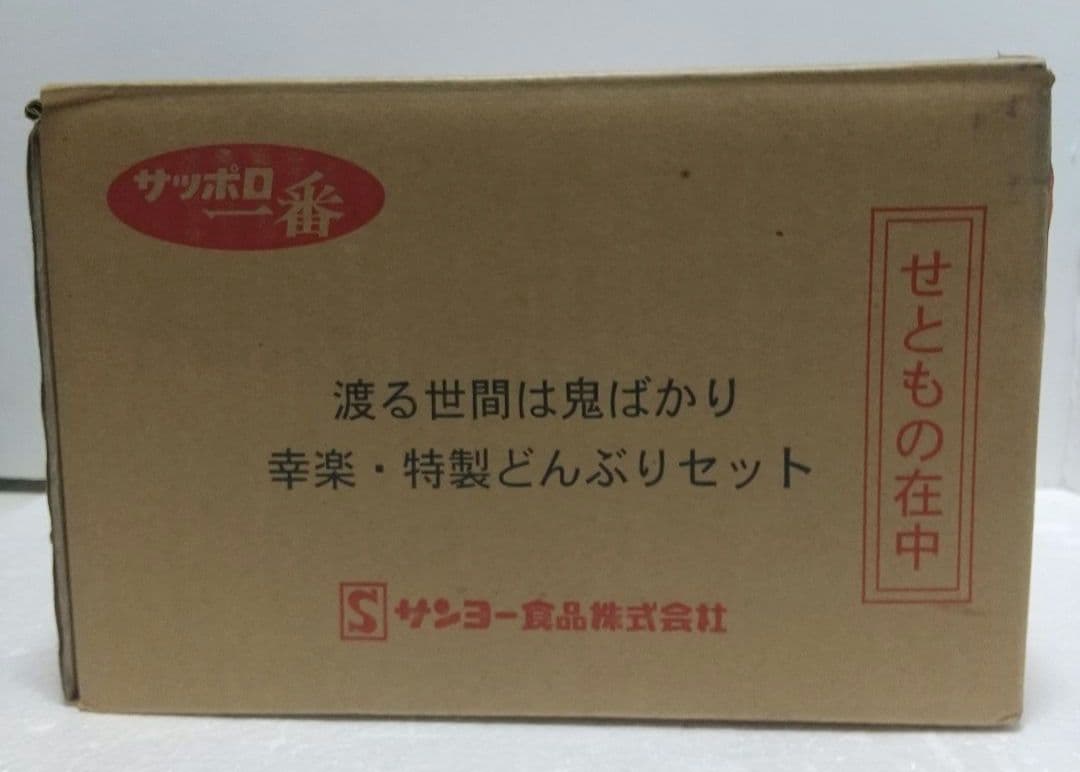 サッポロ
一番
渡る世間は鬼ばかり
幸楽・特製どんぶりセット
S サンヨー食品株式会社
せともの在中